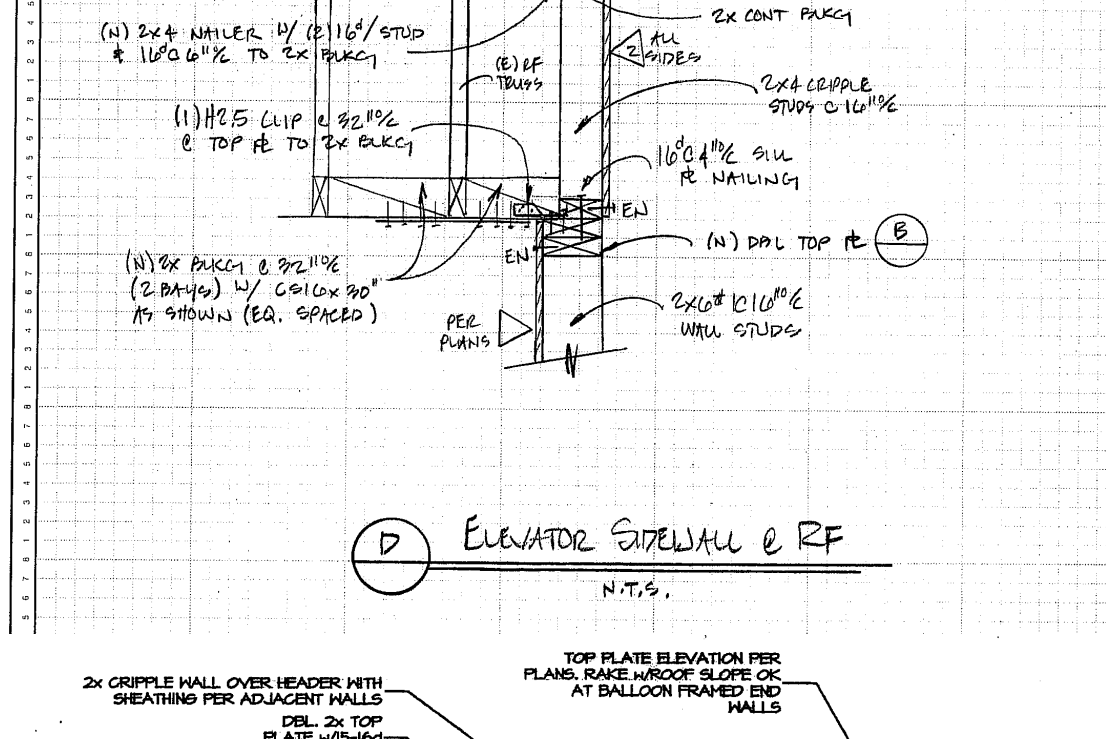 2x CONT BLKG
(N) 2x4 NAILER W/ (2) 16d/STUD
& 16d@6"O/C TO 2x BLKG
ALL
2 SIDES
(E) RF
TRUSS
2x4 CRIPPLE
STUDS @ 16"O/C
(1) H2.5 CLIP @ 32"O/C
@ TOP PL TO 2x BLKG
16d@4"O/C SILL
PL NAILING
EN
EN
(N) DBL TOP PL
B
(N) 2x BLKG @ 32"O/C
(2 BAYS) W/ CS16x30"
AS SHOWN (EQ. SPACED)
2x6 @16"O/C
WALL STUDS
PER
PLANS
D
ELEVATOR SIDEWALL @ RF
N.T.S.
2x CRIPPLE WALL OVER HEADER WITH
SHEATHING PER ADJACENT WALLS
DBL. 2x TOP
PLATE W/15-16d
TOP PLATE ELEVATION PER
PLANS. RAKE W/ROOF SLOPE OK
AT BALLOON FRAMED END
WALLS